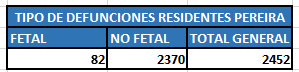 TIPO DE DEFUNCIONES RESIDENTES PEREIRA
FETAL NO FETAL TOTAL GENERAL
82 2370 2452